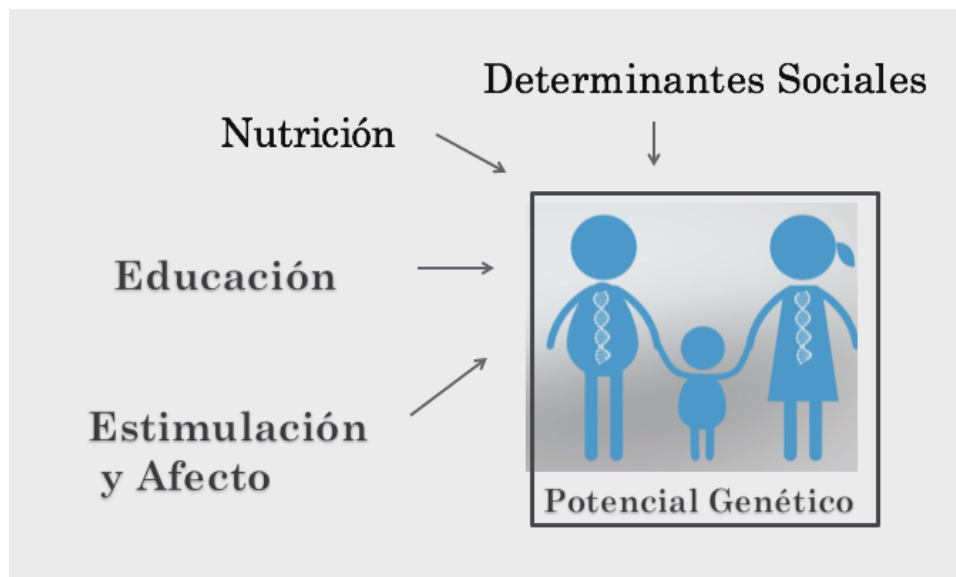 Determinantes Sociales
Nutrición
Educación
Estimulación
y Afecto
Potencial Genético